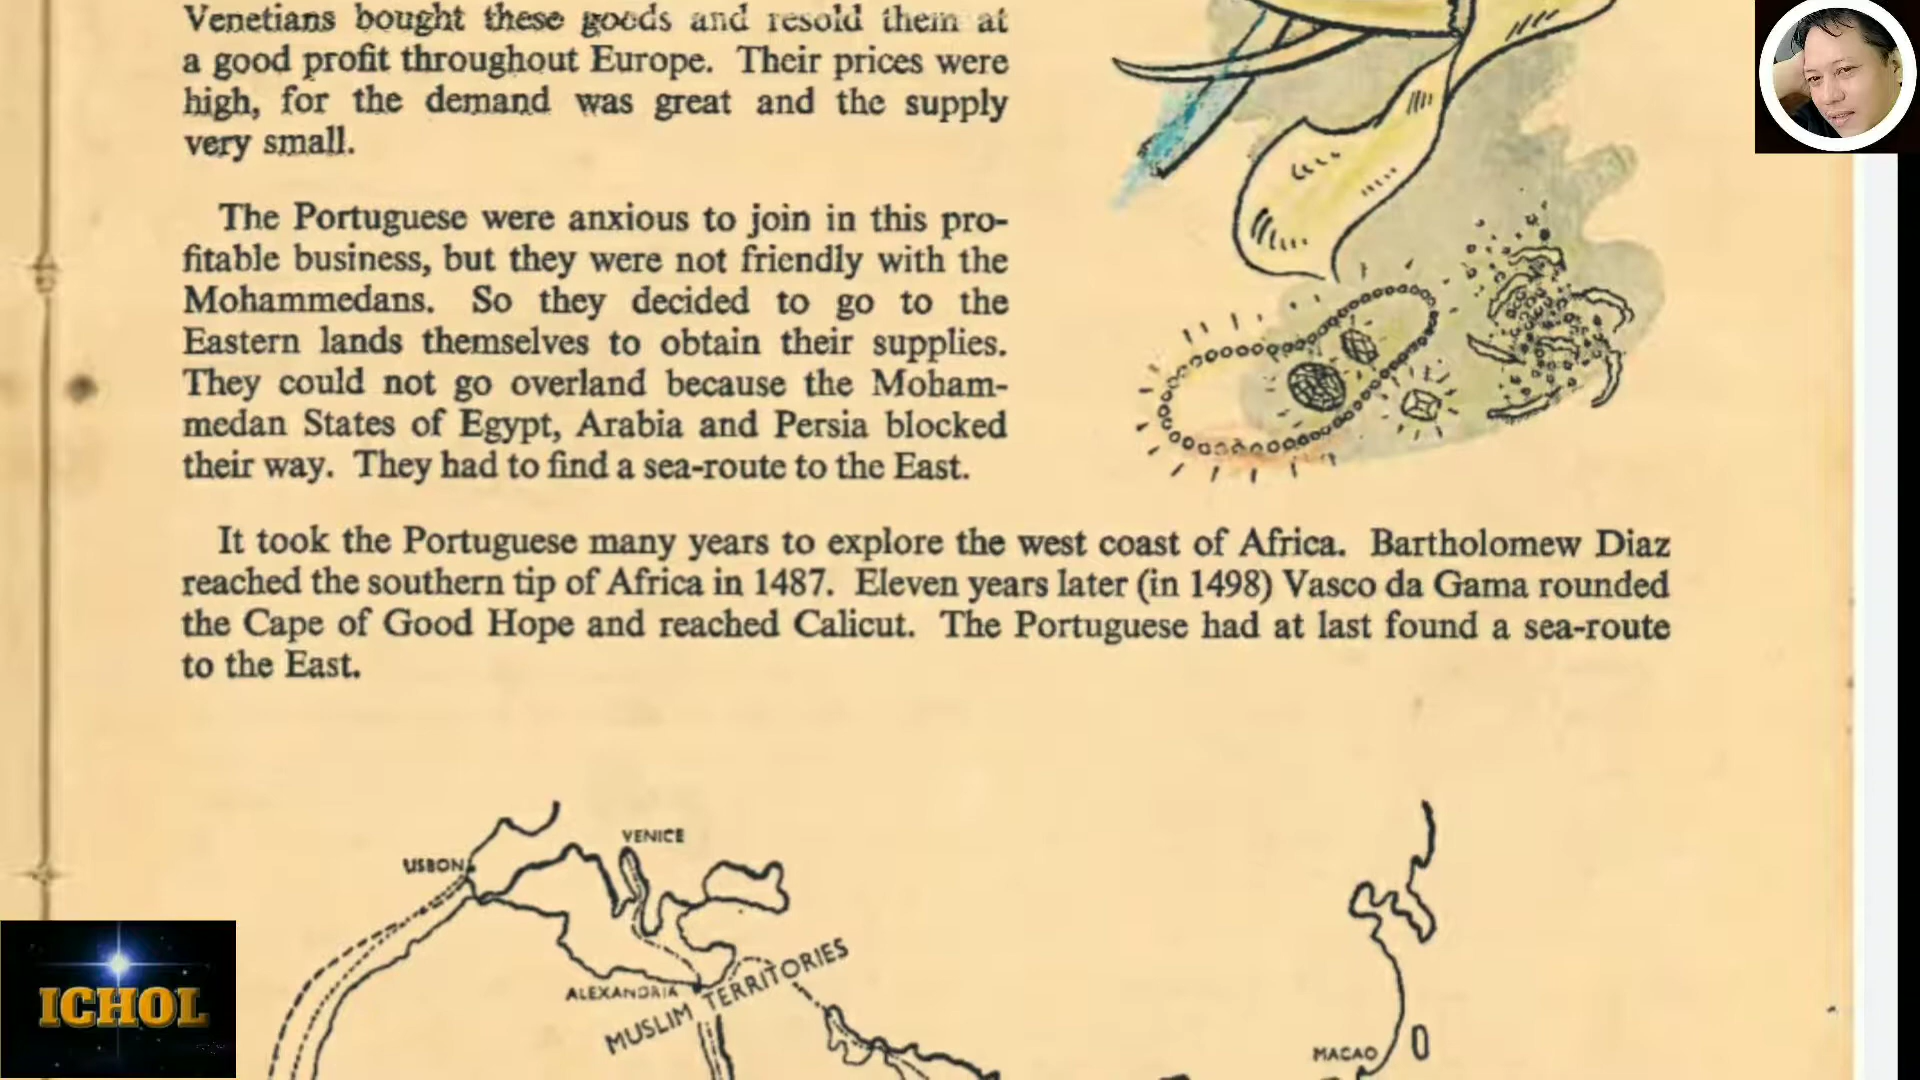 Venetians bought these goods and resold them at
a good profit throughout Europe. Their prices were
high, for the demand was great and the supply
very small.
The Portuguese were anxious to join in this pro-
fitable business, but they were not friendly with the
Mohammedans. So they decided to go to the
Eastern lands themselves to obtain their supplies.
They could not go overland because the Moham-
medan States of Egypt, Arabia and Persia blocked
their way. They had to find a sea-route to the East.
It took the Portuguese many years to explore the west coast of Africa. Bartholomew Diaz
reached the southern tip of Africa in 1487. Eleven years later (in 1498) Vasco da Gama rounded
the Cape of Good Hope and reached Calicut. The Portuguese had at last found a sea-route
to the East.
VENICE
LISBON
ALEXANDRIA
MUSLIM TERRITORIES
MACAO
ICHOL